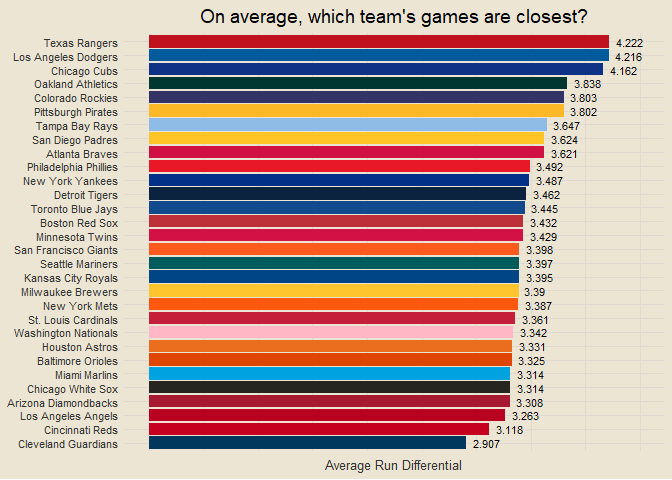 On average, which team's games are closest?
Texas Rangers 4.222
Los Angeles Dodgers 4.216
Chicago Cubs 4.162
Oakland Athletics 3.838
Colorado Rockies 3.803
Pittsburgh Pirates 3.802
Tampa Bay Rays 3.647
San Diego Padres 3.624
Atlanta Braves 3.621
Philadelphia Phillies 3.492
New York Yankees 3.487
Detroit Tigers 3.462
Toronto Blue Jays 3.445
Boston Red Sox 3.432
Minnesota Twins 3.429
San Francisco Giants 3.398
Seattle Mariners 3.397
Kansas City Royals 3.395
Milwaukee Brewers 3.39
New York Mets 3.387
St. Louis Cardinals 3.361
Washington Nationals 3.342
Houston Astros 3.331
Baltimore Orioles 3.325
Miami Marlins 3.314
Chicago White Sox 3.314
Arizona Diamondbacks 3.308
Los Angeles Angels 3.263
Cincinnati Reds 3.118
Cleveland Guardians 2.907
Average Run Differential